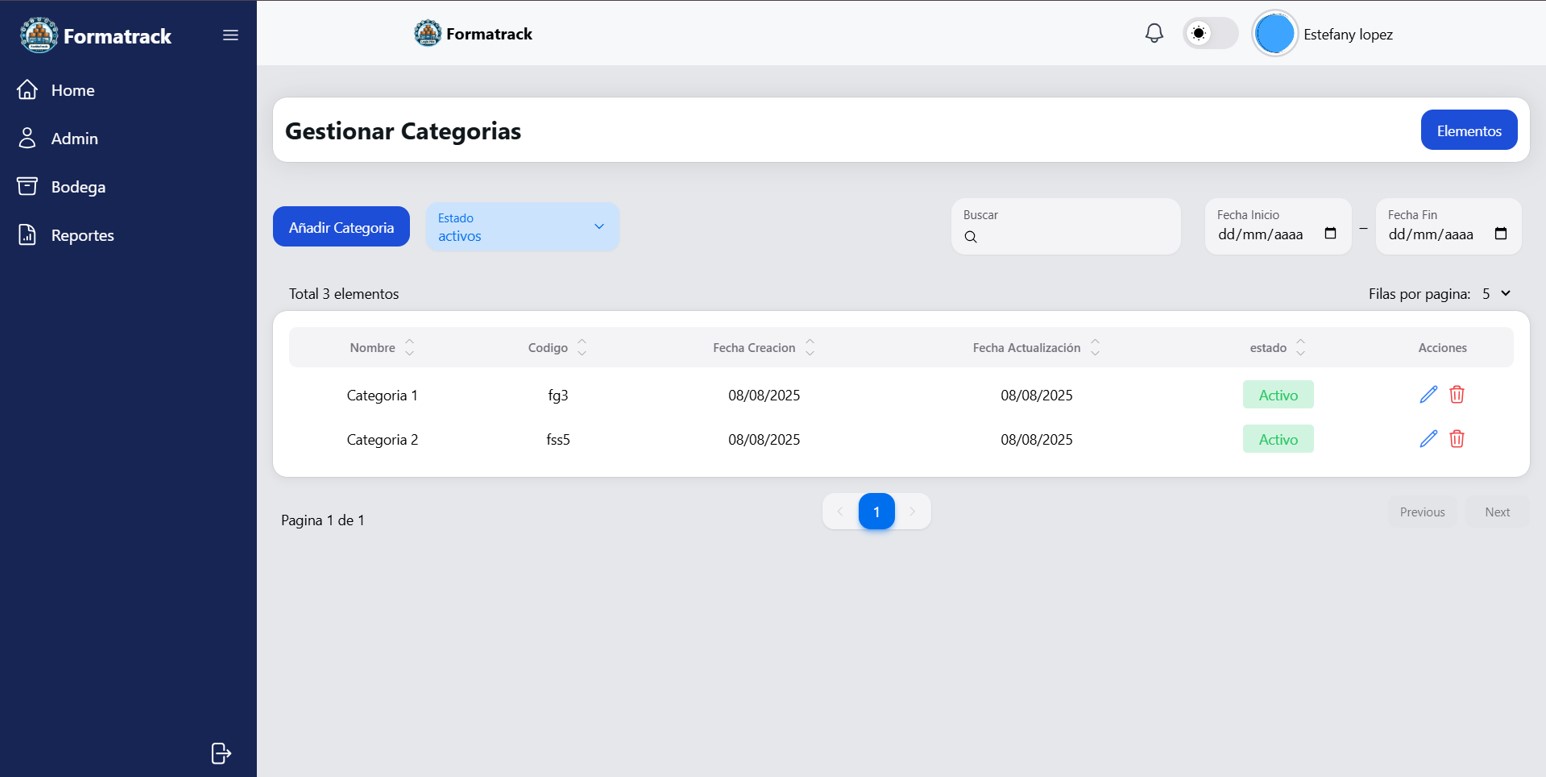 Formatrack
Formatrack
Estefany lopez
Home
Admin
Bodega
Reportes
Gestionar Categorias
Elementos
Añadir Categoria
Estado
activos
Buscar
Fecha Inicio
dd/mm/aaaa
–
Fecha Fin
dd/mm/aaaa
Total 3 elementos
Filas por pagina: 5
Nombre Codigo Fecha Creacion Fecha Actualización estado Acciones
Categoria 1 fg3 08/08/2025 08/08/2025 Activo
Categoria 2 fss5 08/08/2025 08/08/2025 Activo
Pagina 1 de 1
1
Previous
Next